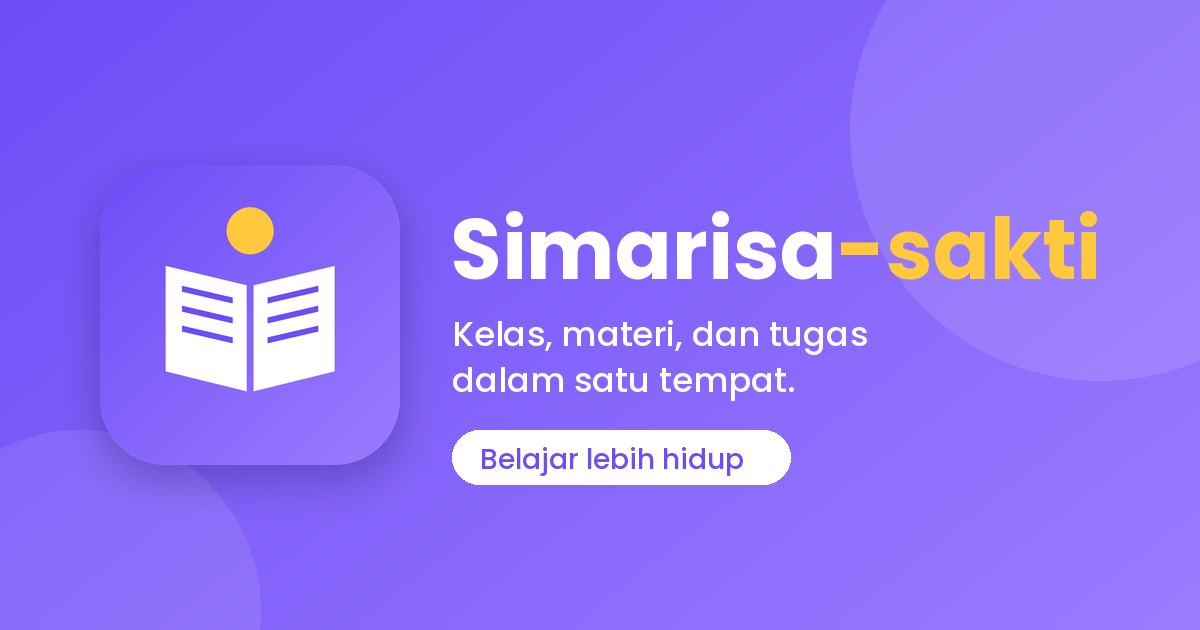 Simarisa-sakti
Kelas, materi, dan tugas
dalam satu tempat.
Belajar lebih hidup